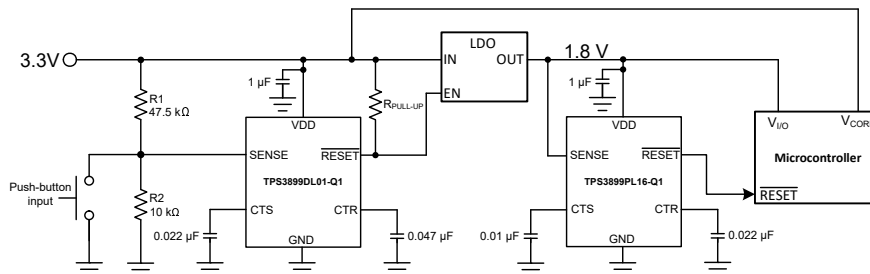 3.3V
R1
47.5 kΩ
Push-button
input
R2
10 kΩ
0.022 µF
1 µF
VDD
SENSE
RESET
TPS3899DL01-Q1
CTS
CTR
GND
0.047 µF
RPULL-UP
LDO
IN
OUT
EN
1.8 V
1 µF
VDD
SENSE
RESET
TPS3899PL16-Q1
CTS
CTR
GND
0.01 µF
0.022 µF
VI/O
VCORE
Microcontroller
RESET